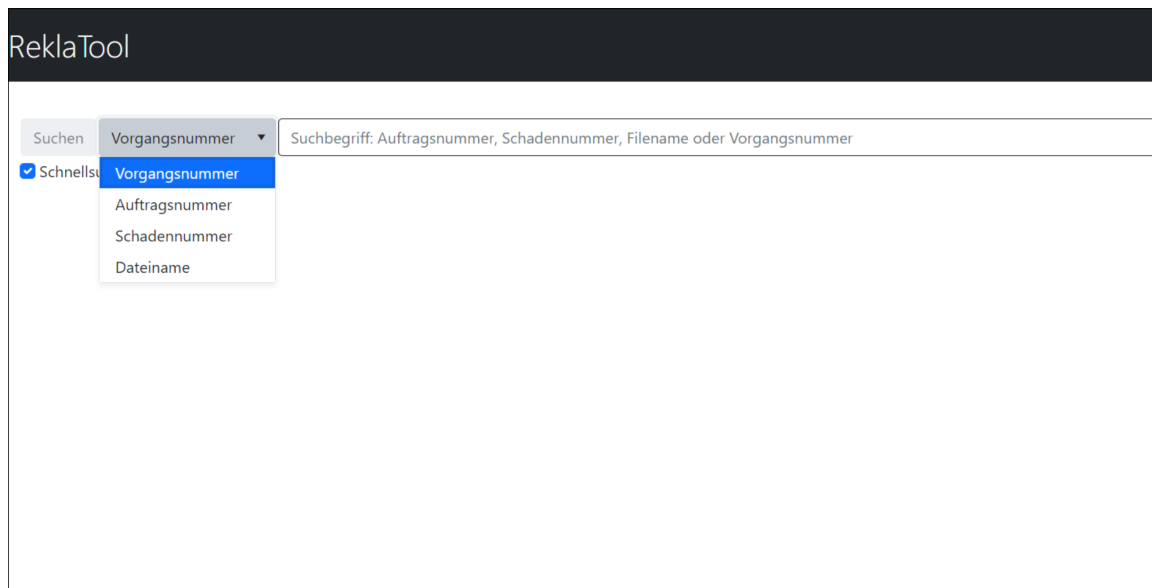 ReklaTool
Suchen Vorgangsnummer Suchbegriff: Auftragsnummer, Schadennummer, Filename oder Vorgangsnummer
Vorgangsnummer
Auftragsnummer
Schadennummer
Dateiname